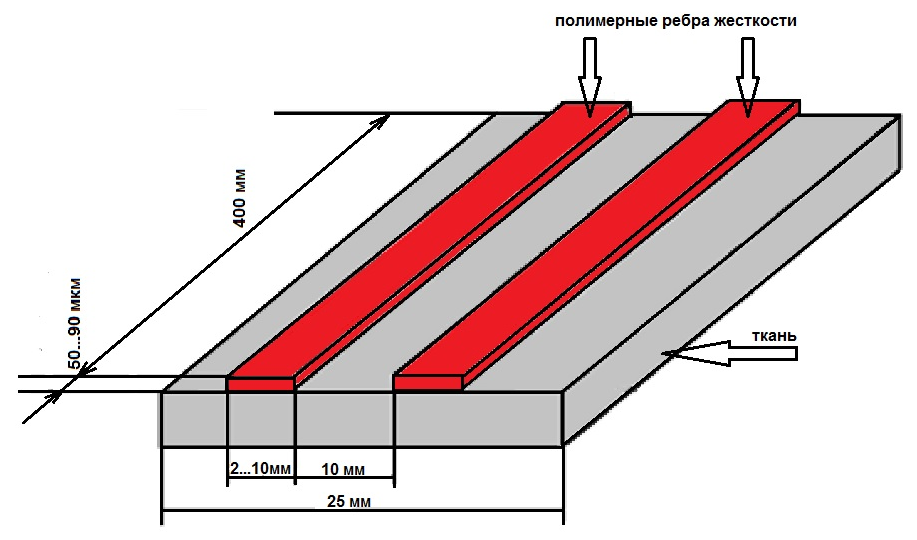 полимерные ребра жесткости
400 мм
50...90 мкм
ткань
2...10мм
10 мм
25 мм